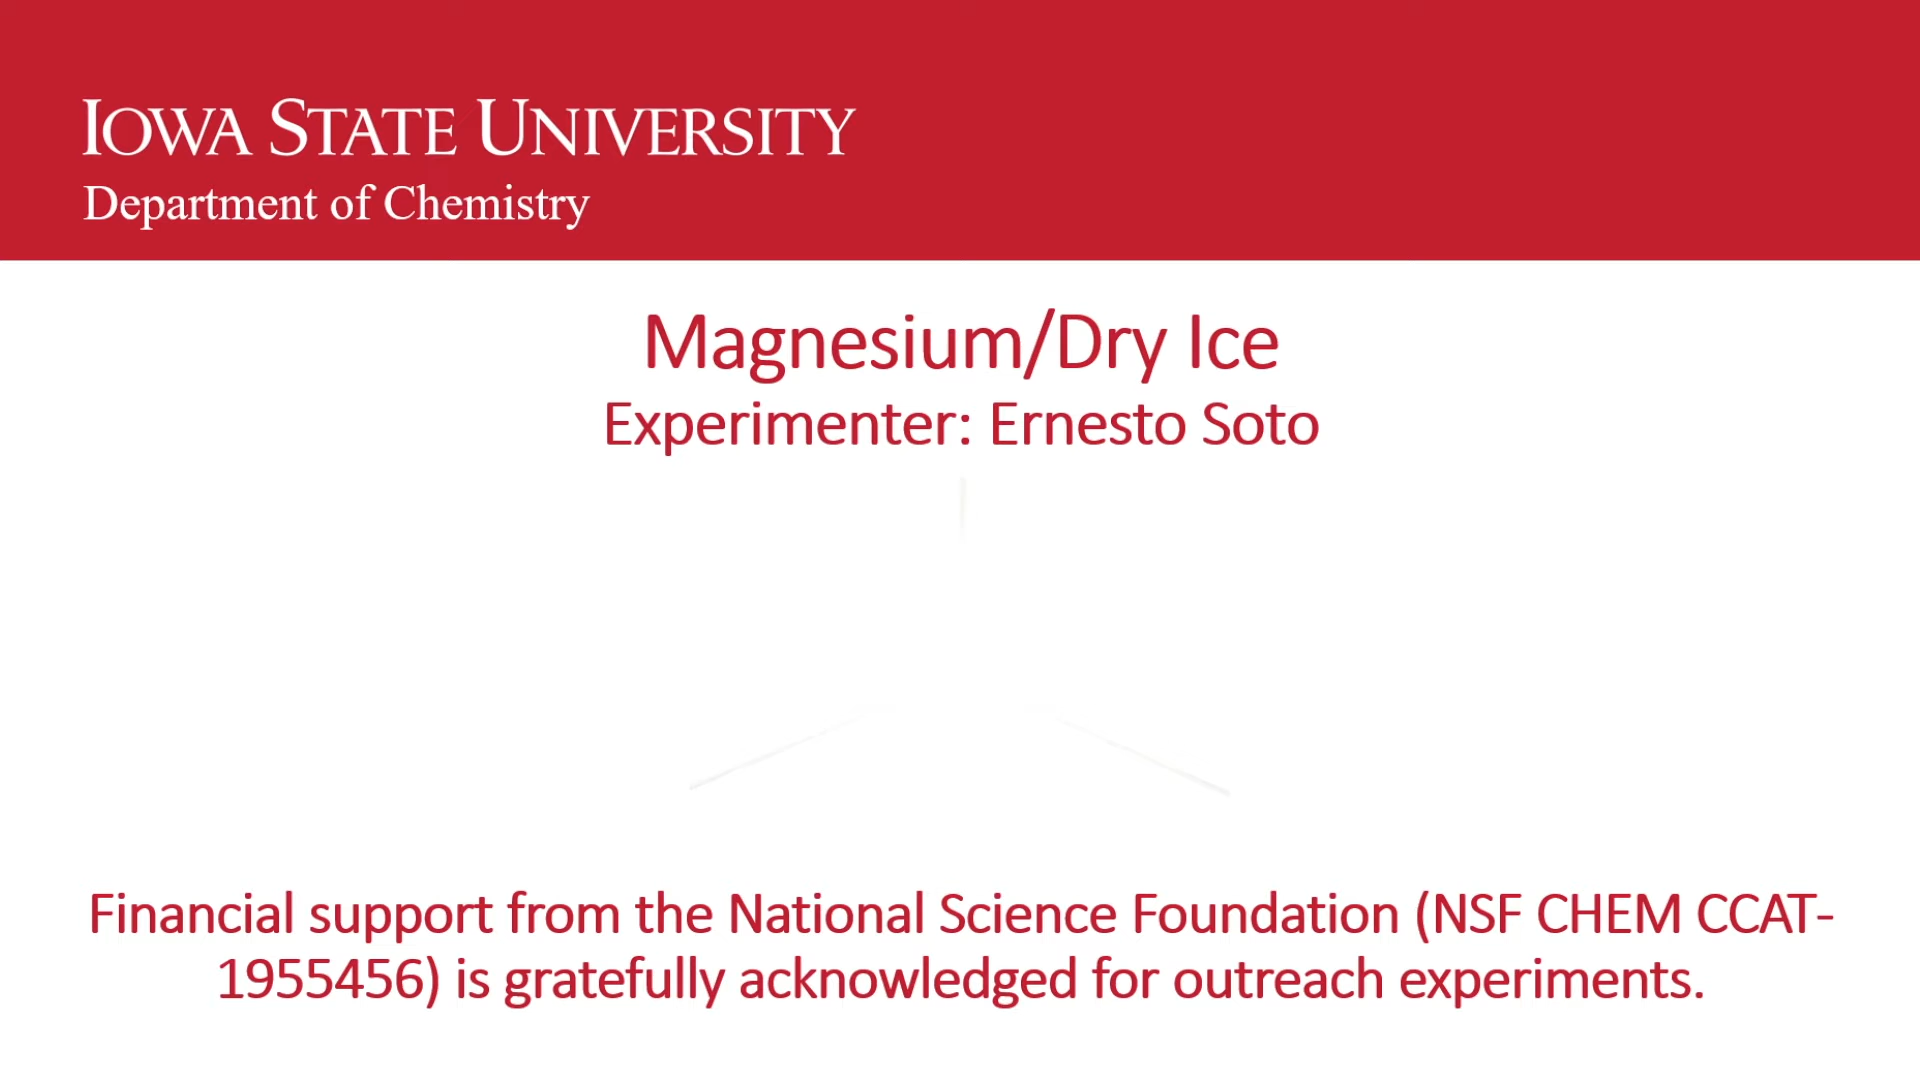 IOWA STATE UNIVERSITY
Department of Chemistry
Magnesium/Dry Ice
Experimenter: Ernesto Soto
Financial support from the National Science Foundation (NSF CHEM CCAT-
1955456) is gratefully acknowledged for outreach experiments.